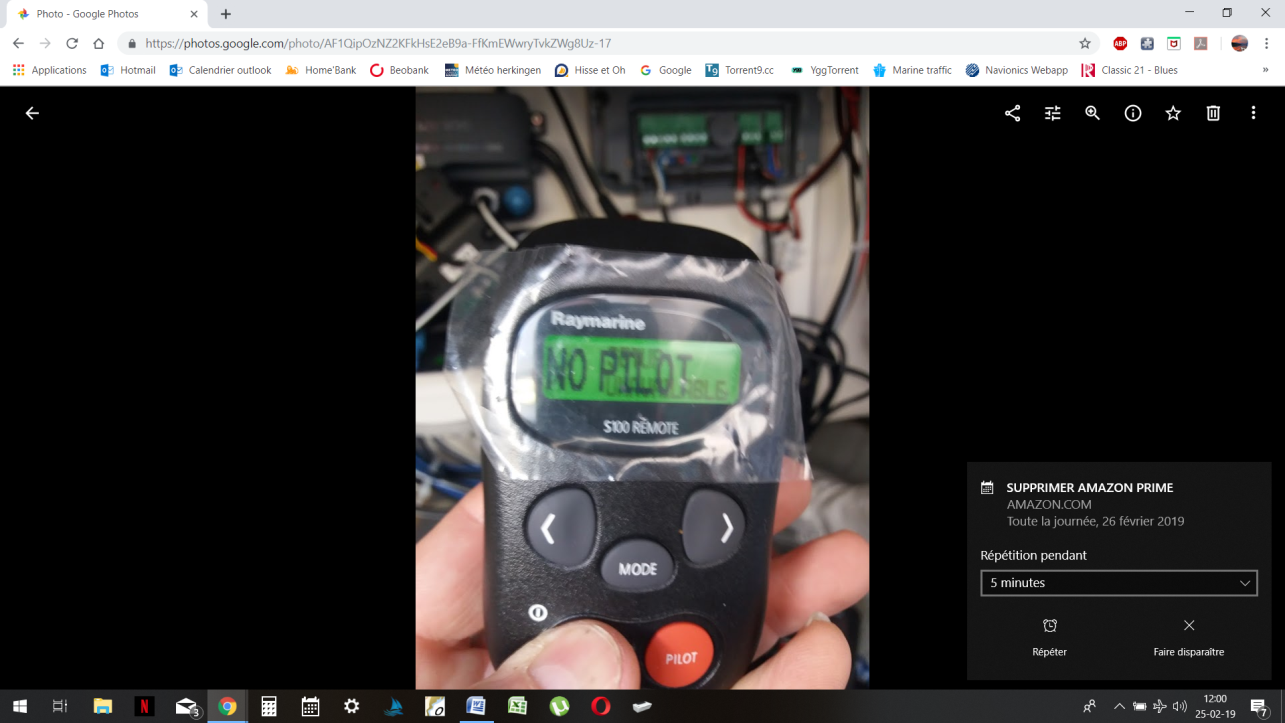 Photo - Google Photos
https://photos.google.com/photo/AF1QipOzNZ2KFkHsE2eB9a-FfKmEWwryTvkZWg8Uz-17
ABP
Applications Hotmail Calendrier outlook Home'Bank Beobank Météo herkingen Hisse et Oh Google Torrent9.cc YggTorrent Marine traffic Navionics Webapp Classic 21 - Blues »
Raymarine
NO PILOT
S100 REMOTE
MODE
PILOT
SUPPRIMER AMAZON PRIME
AMAZON.COM
Toute la journée, 26 février 2019
Répétition pendant
5 minutes
Répéter Faire disparaître
3
12:00
25-02-19
7